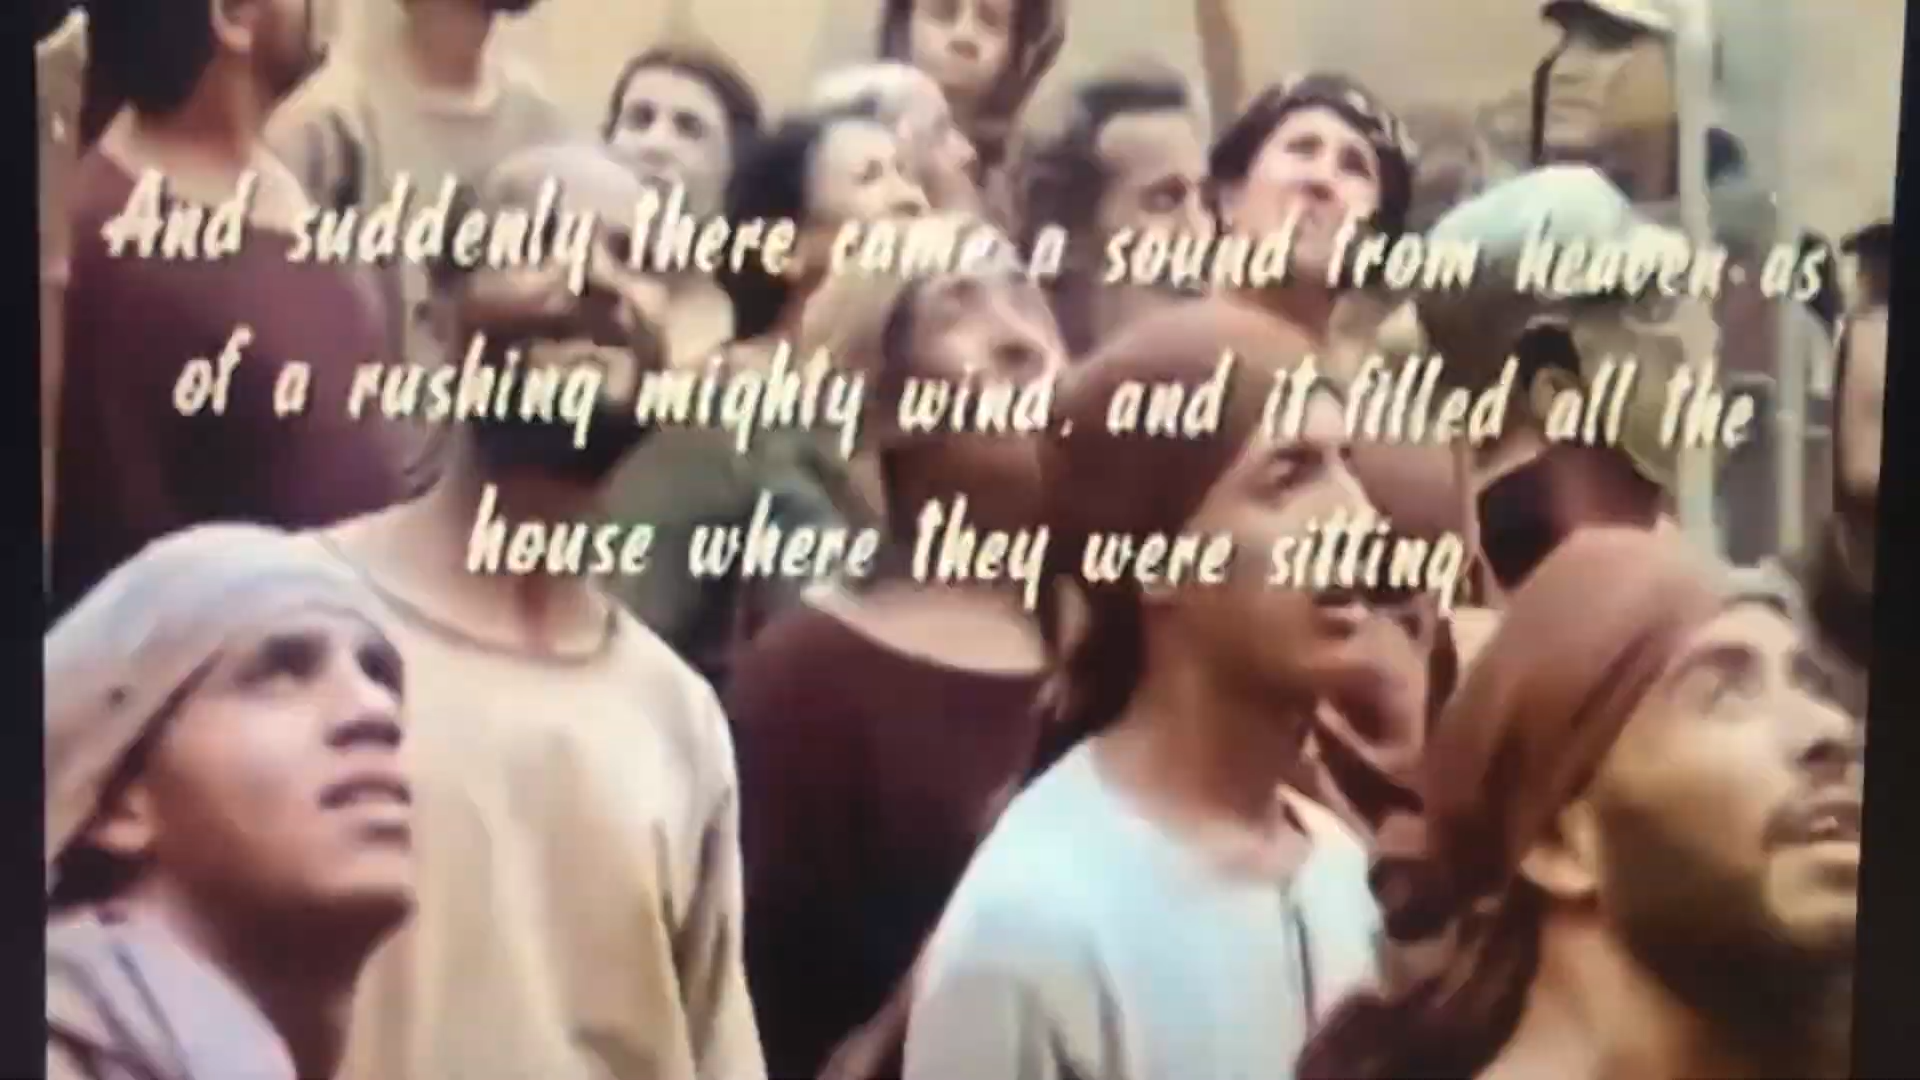 And suddenly there came a sound from heaven as
of a rushing mighty wind, and it filled all the
house where they were sitting.